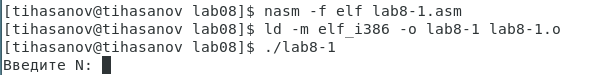 [tihasanov@tihasanov lab08]$ nasm -f elf lab8-1.asm
[tihasanov@tihasanov lab08]$ ld -m elf_i386 -o lab8-1 lab8-1.o
[tihasanov@tihasanov lab08]$ ./lab8-1
Введите N: